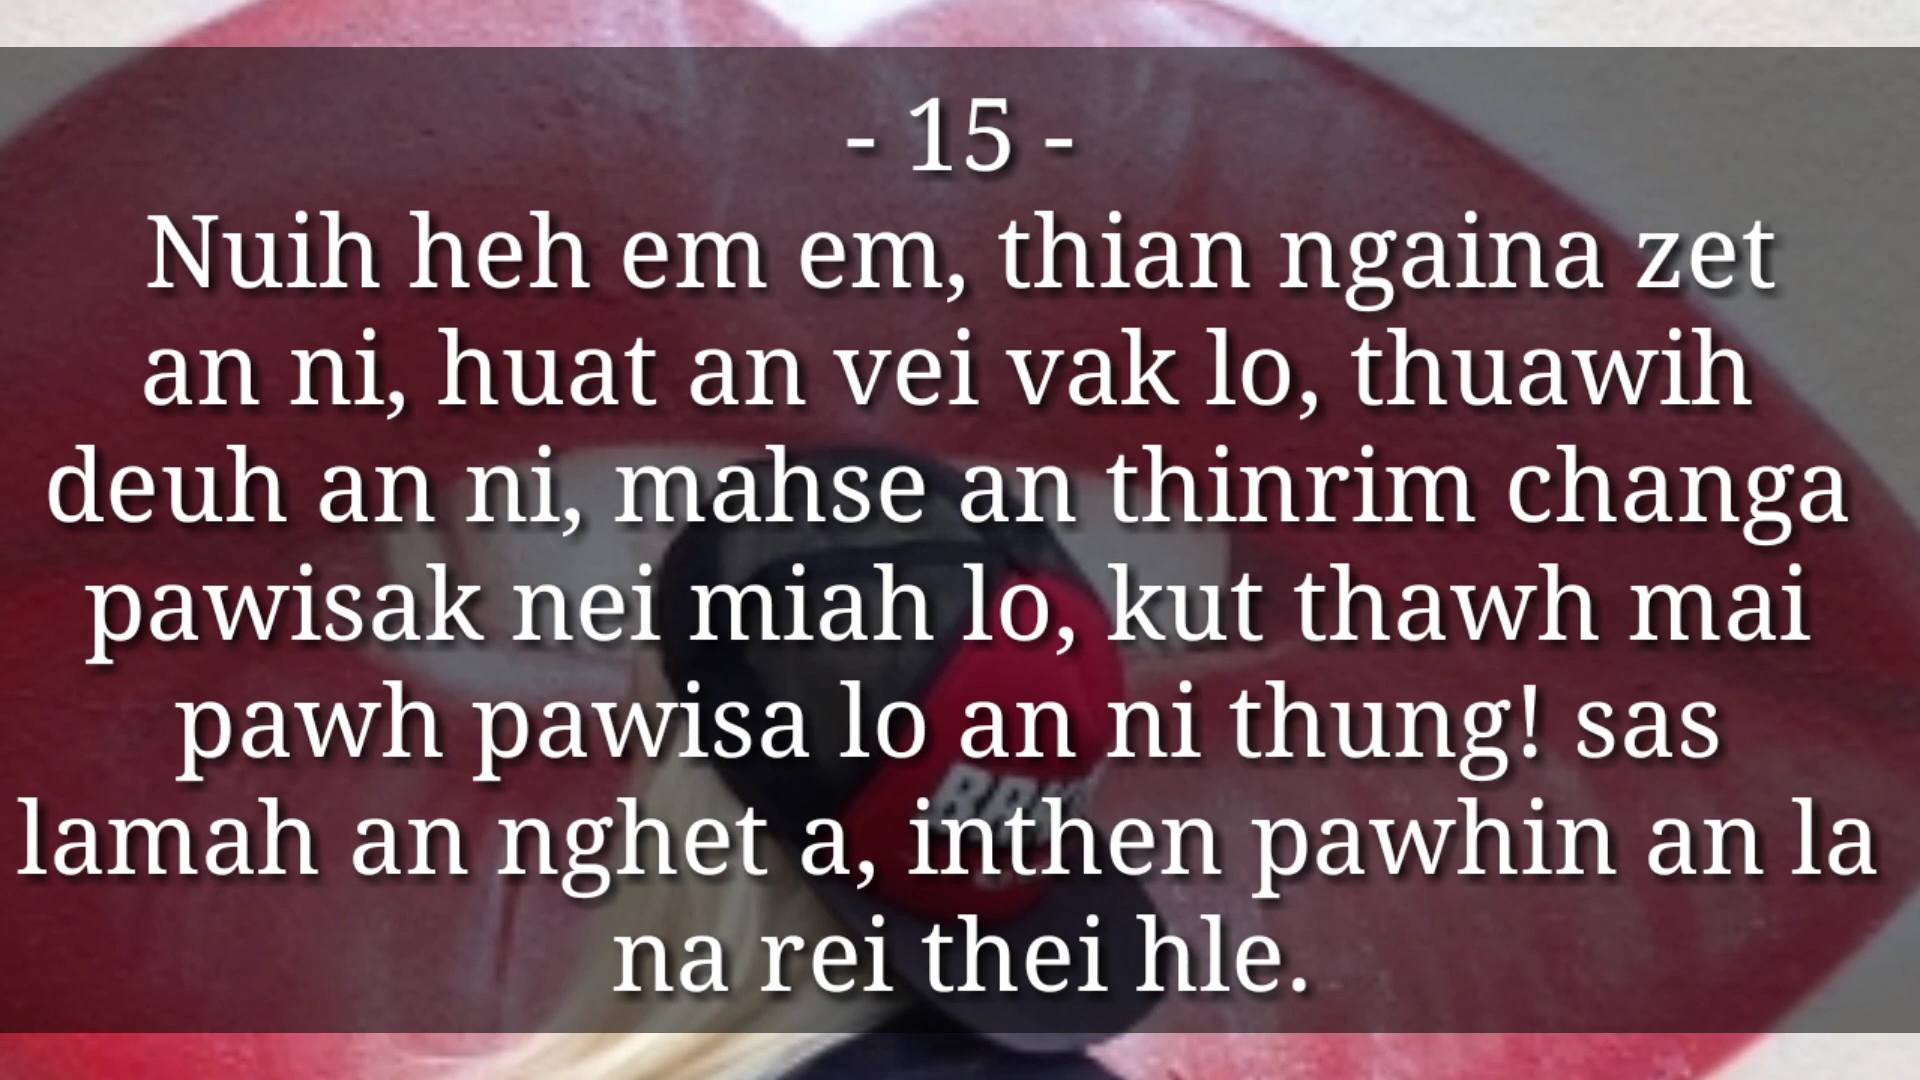 - 15 -
Nuih heh em em, thian ngaina zet
an ni, huat an vei vak lo, thuawih
deuh an ni, mahse an thinrim changa
pawisak nei miah lo, kut thawh mai
pawh pawisa lo an ni thung! sas
lamah an nghet a, inthen pawhin an la
na rei thei hle.